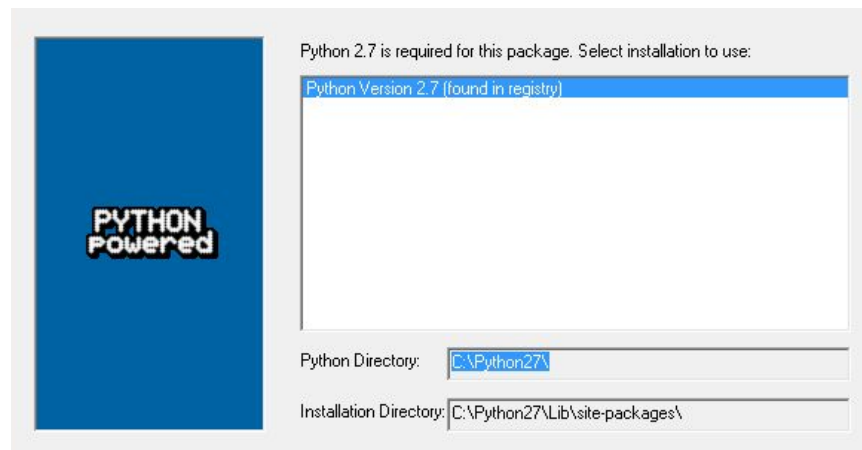 Python 2.7 is required for this package. Select installation to use:
Python Version 2.7 (found in registry)
PYTHON
powered
Python Directory: C:\Python27\
Installation Directory: C:\Python27\Lib\site-packages\